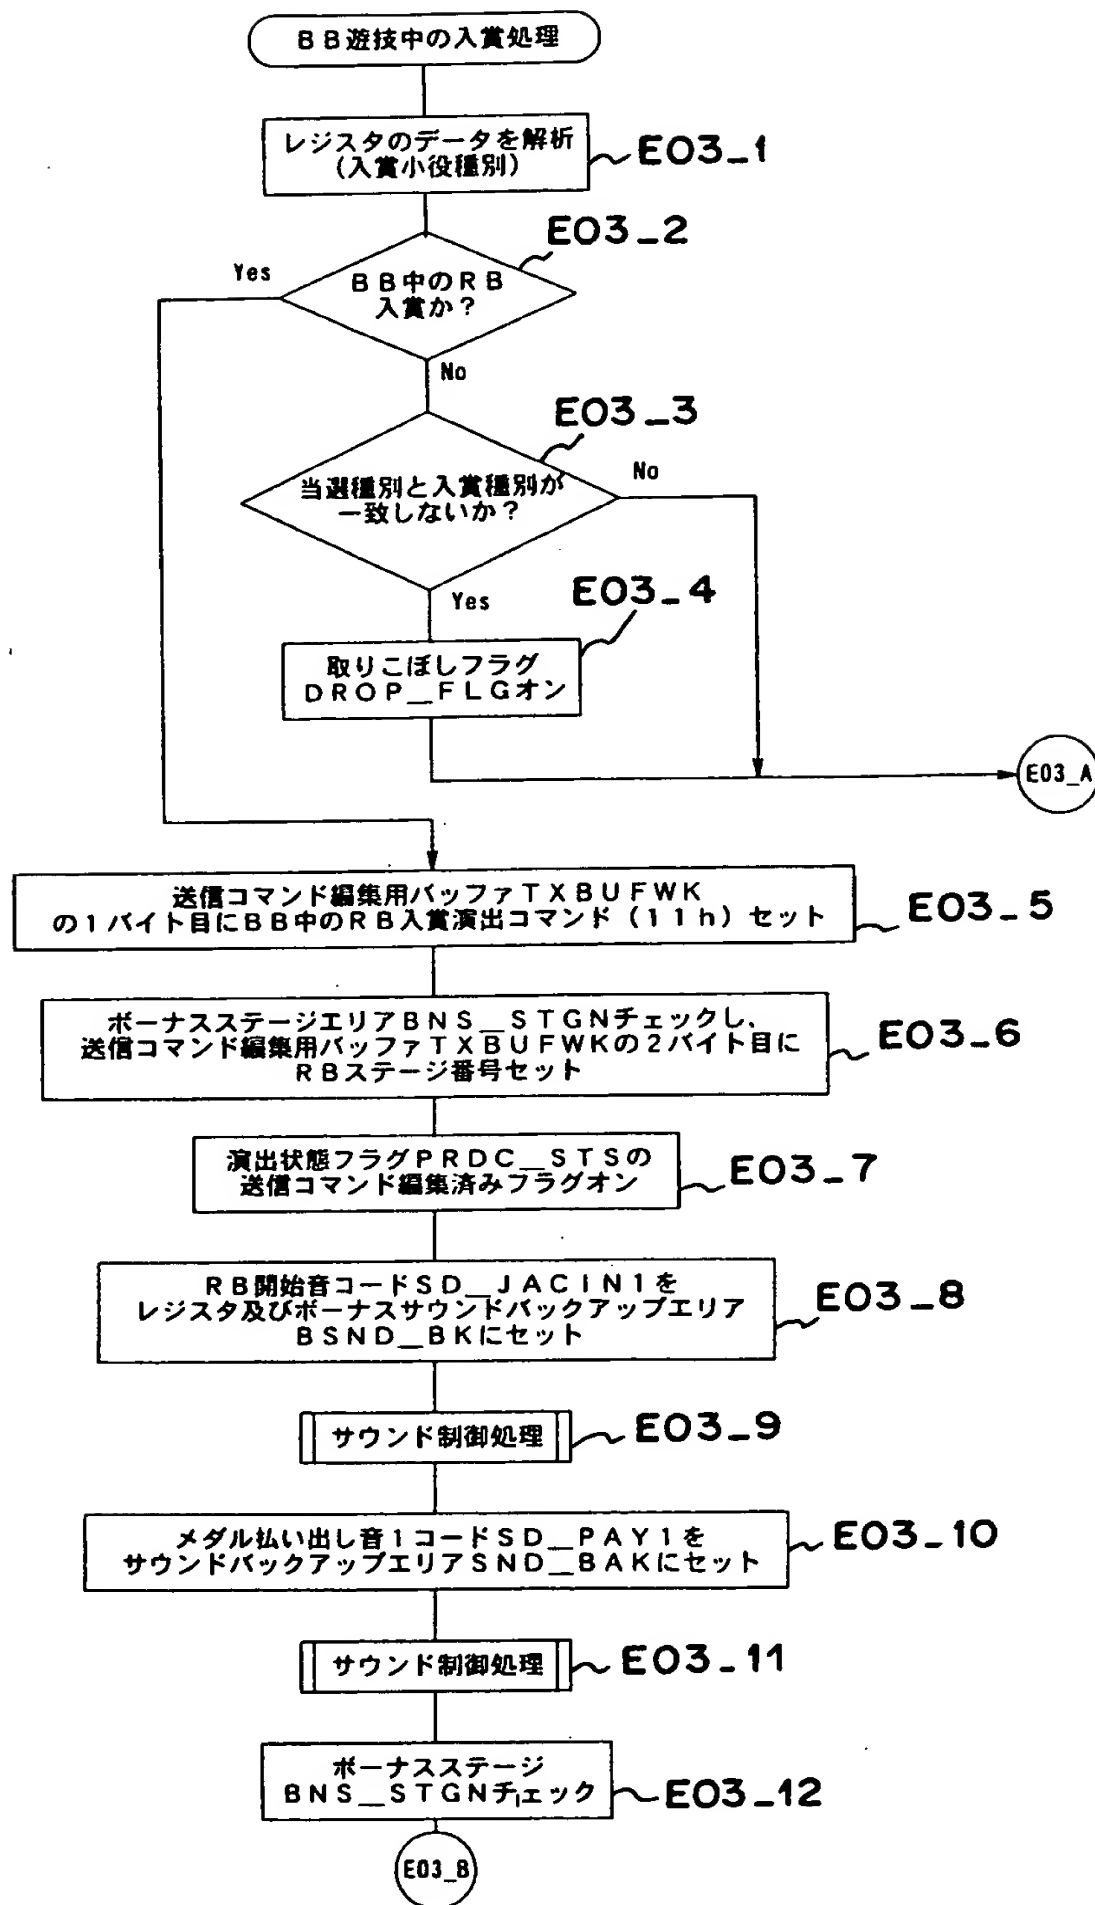 ＢＢ遊技中の入賞処理
レジスタのデータを解析
（入賞小役種別）
E03_1
E03_2
Yes
ＢＢ中のＲＢ
入賞か？
No
E03_3
No
当選種別と入賞種別が
一致しないか？
Yes
E03_4
取りこぼしフラグ
ＤＲＯＰ＿ＦＬＧオン
E03_A
送信コマンド編集用バッファＴＸＢＵＦＷＫ
の１バイト目にＢＢ中のＲＢ入賞演出コマンド（１１ｈ）セット
E03_5
ボーナスステージエリアＢＮＳ＿ＳＴＧＮチェックし、
送信コマンド編集用バッファＴＸＢＵＦＷＫの２バイト目に
ＲＢステージ番号セット
E03_6
演出状態フラグＰＲＤＣ＿ＳＴＳの
送信コマンド編集済みフラグオン
E03_7
ＲＢ開始音コードＳＤ＿ＪＡＣＩＮ１を
レジスタ及びボーナスサウンドバックアップエリア
ＢＳＮＤ＿ＢＫにセット
E03_8
サウンド制御処理
E03_9
メダル払い出し音１コードＳＤ＿ＰＡＹ１を
サウンドバックアップエリアＳＮＤ＿ＢＡＫにセット
E03_10
サウンド制御処理
E03_11
ボーナスステージ
ＢＮＳ＿ＳＴＧＮチェック
E03_12
E03_B